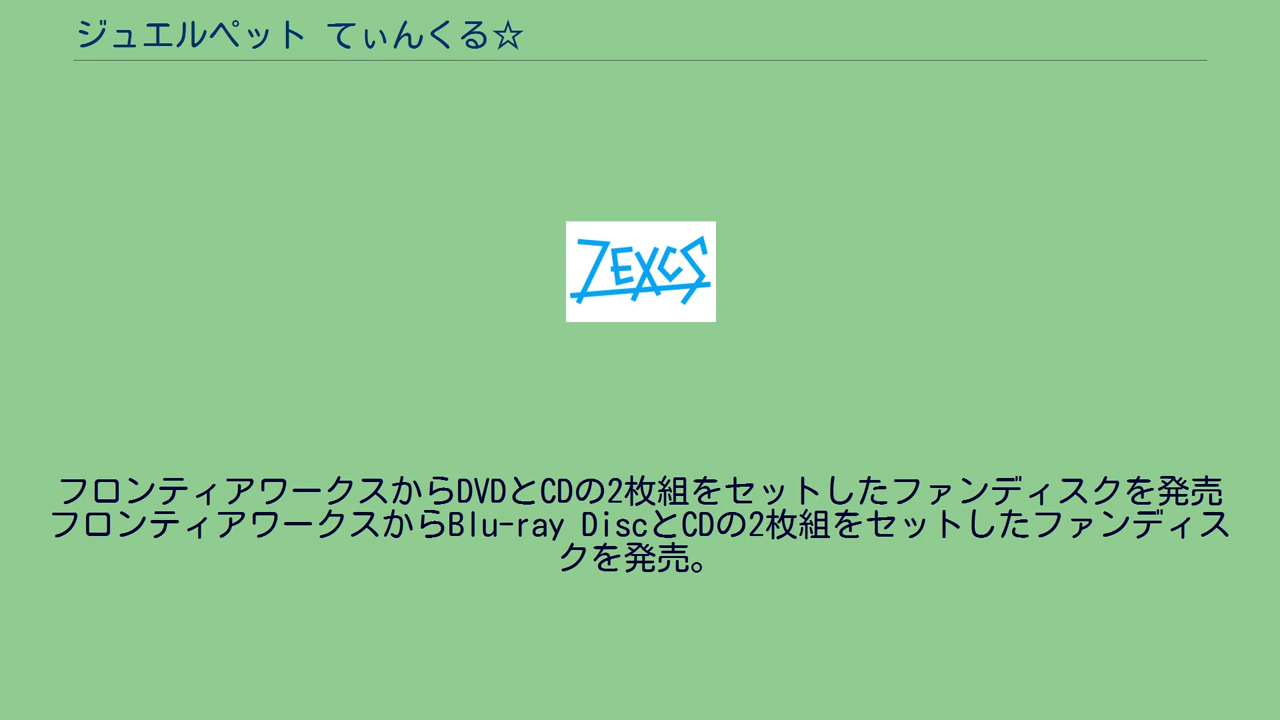 ジュエルペット てぃんくる☆
ZEXCS
フロンティアワークスからDVDとCDの2枚組をセットしたファンディスクを発売
フロンティアワークスからBlu-ray DiscとCDの2枚組をセットしたファンディス
クを発売。